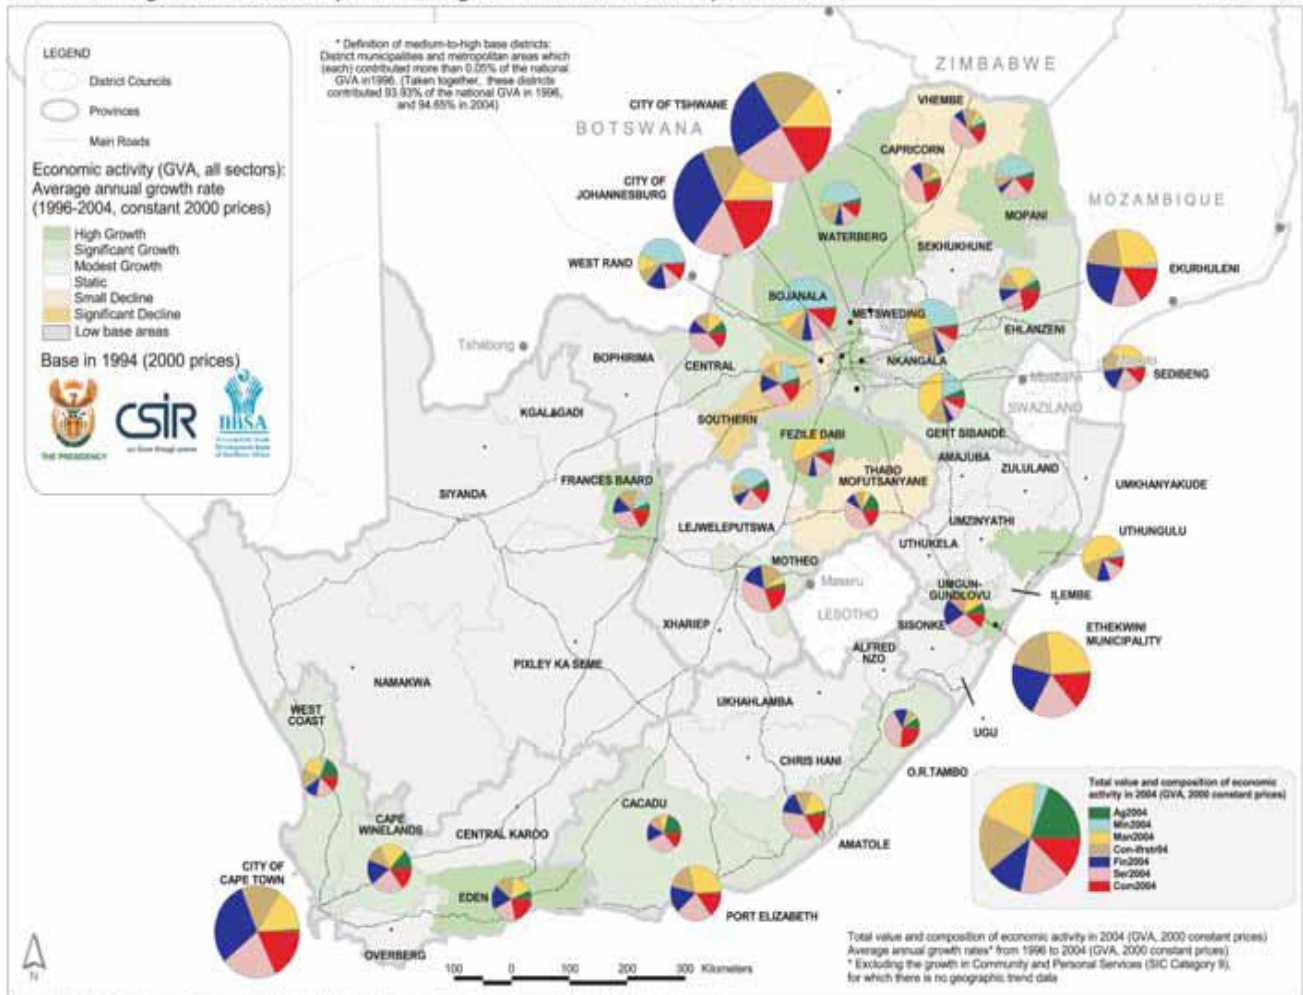 LEGEND
District Councils
Provinces
Main Roads
Economic activity (GVA, all sectors):
Average annual growth rate
(1996-2004, constant 2000 prices)
High Growth
Significant Growth
Modest Growth
Static
Small Decline
Significant Decline
Low base areas
Base in 1994 (2000 prices)
THE PRESIDENCY
CSIR
our future through science
* Definition of medium-to-high base districts:
District municipalities and metropolitan areas which
(each) contributed more than 0.05% of the national
GVA in1996. (Taken together, these districts
contributed 93.93% of the national GVA in 1996,
and 94.65% in 2004)
ZIMBABWE
BOTSWANA
MOZAMBIQUE
CITY OF TSHWANE
VHEMBE
CAPRICORN
CITY OF
JOHANNESBURG
MOPANI
WATERBERG
SEKHUKHUNE
WEST RAND
EKURHULENI
BOJANALA
METSWEDING
EHLANZENI
Tshabong
BOPHIRIMA
CENTRAL
NKANGALA
SEDIBENG
Mbabane
SWAZILAND
KGALAGADI
SOUTHERN
FEZILE DABI
GERT SIBANDE
AMAJUBA
ZULULAND
UMKHANYAKUDE
SIYANDA
FRANCES BAARD
THABO
MOFUTSANYANE
LEJWELEPUTSWA
UMZINYATHI
UTHUNGULU
UTHUKELA
MOTHEO
Maseru
LESOTHO
UMGUN-
GUNDLOVU
ILEMBE
XHARIEP
SISONKE
ETHEKWINI
MUNICIPALITY
ALFRED
NZO
PIXLEY KA SEME
NAMAKWA
UKHAHLAMBA
UGU
WEST
COAST
CHRIS HANI
O.R.TAMBO
CACADU
CAPE
WINELANDS
CENTRAL KAROO
AMATOLE
CITY OF
CAPE TOWN
EDEN
PORT ELIZABETH
OVERBERG
N
100 0 100 200 300 Kilometers
Total value and composition of economic
activity in 2004 (GVA, 2000 constant prices)
Ag2004
Min2004
Man2004
Con-ifrstr04
Fin2004
Ser2004
Com2004
Total value and composition of economic activity in 2004 (GVA, 2000 constant prices)
Average annual growth rates* from 1996 to 2004 (GVA, 2000 constant prices)
* Excluding the growth in Community and Personal Services (SIC Category 9),
for which there is no geographic trend data